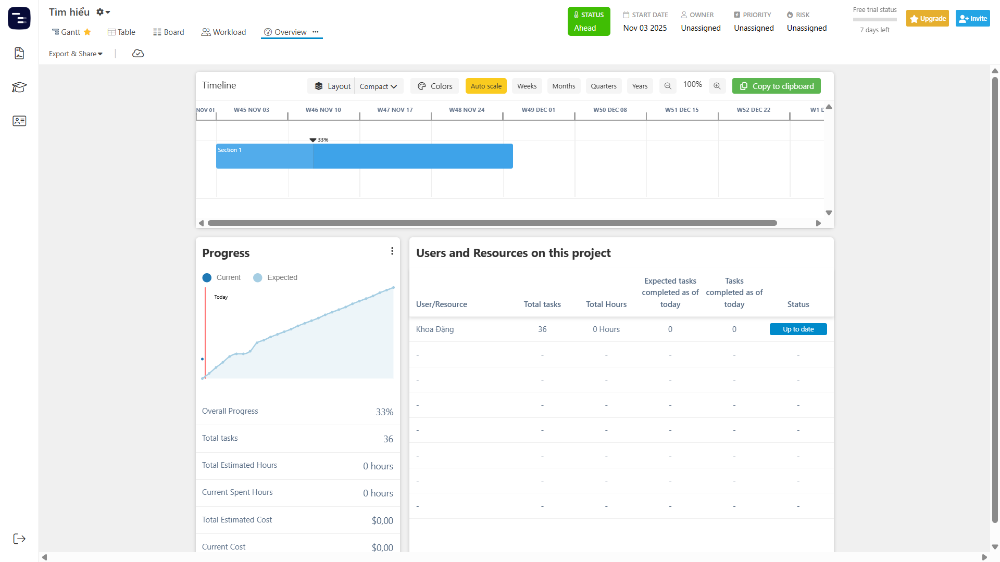 Tìm hiểu
Gantt
Table
Board
Workload
Overview
STATUS
Ahead
START DATE
Nov 03 2025
OWNER
Unassigned
PRIORITY
Unassigned
RISK
Unassigned
Free trial status
7 days left
Upgrade
Invite
Export & Share
Timeline
Layout
Compact
Colors
Auto scale
Weeks
Months
Quarters
Years
100%
Copy to clipboard
NOV 01
W45 NOV 03
W46 NOV 10
W47 NOV 17
W48 NOV 24
W49 DEC 01
W50 DEC 08
W51 DEC 15
W52 DEC 22
W1 D
33%
Section 1
Progress
Current
Expected
Today
Overall Progress
33%
Total tasks
36
Total Estimated Hours
0 hours
Current Spent Hours
0 hours
Total Estimated Cost
$0,00
Current Cost
$0,00
Users and Resources on this project
User/Resource
Total tasks
Total Hours
Expected tasks
completed as of
today
Tasks
completed as of
today
Status
Khoa Đặng
36
0 Hours
0
0
Up to date
- - - - - -
- - - - - -
- - - - - -
- - - - - -
- - - - - -
- - - - - -
- - - - - -